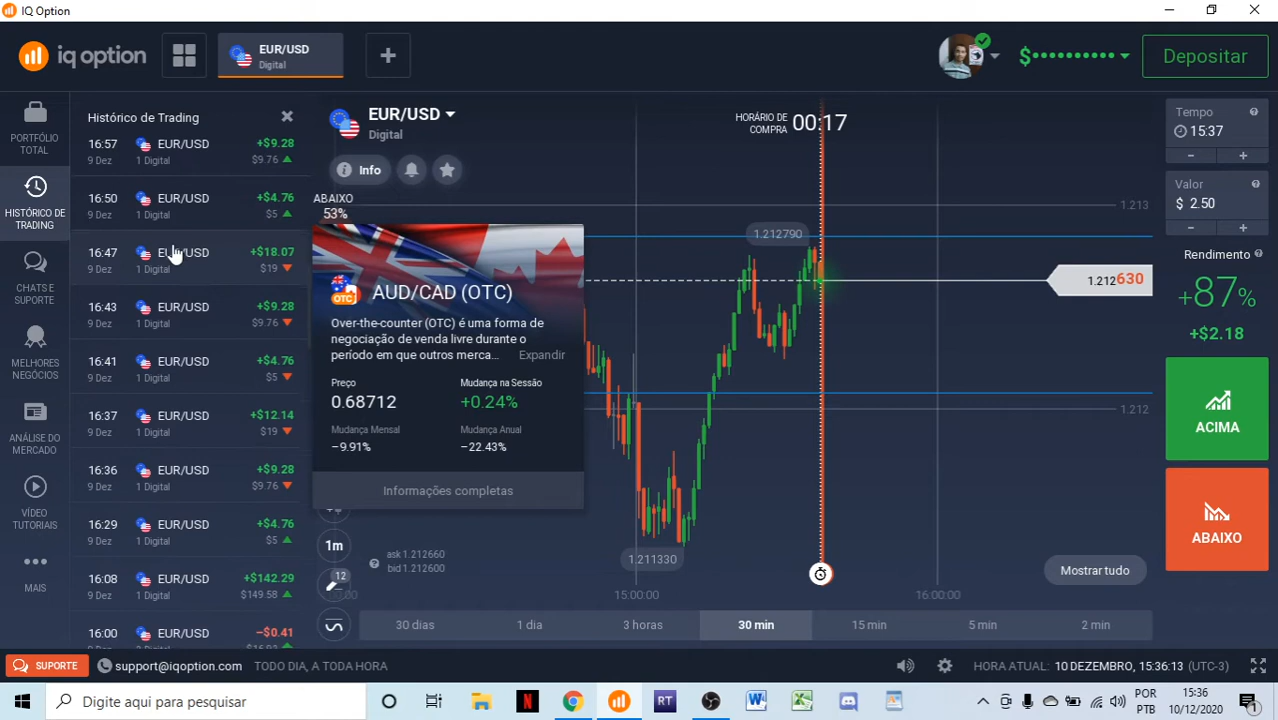 IQ Option
iq option
EUR/USD
Digital
+
$••••••••••
Depositar
PORTFÓLIO
TOTAL
HISTÓRICO DE
TRADING
CHATS E
SUPORTE
MELHORES
NEGÓCIOS
ANÁLISE DO
MERCADO
VÍDEO
TUTORIAIS
MAIS
Histórico de Trading
16:57 EUR/USD +$9.28
9 Dez 1 Digital $9.76
16:50 EUR/USD +$4.76
9 Dez 1 Digital $5
16:47 EUR/USD +$18.07
9 Dez 1 Digital $19
16:43 EUR/USD +$9.28
9 Dez 1 Digital $9.76
16:41 EUR/USD +$4.76
9 Dez 1 Digital $5
16:37 EUR/USD +$12.14
9 Dez 1 Digital $19
16:36 EUR/USD +$9.28
9 Dez 1 Digital $9.76
16:29 EUR/USD +$4.76
9 Dez 1 Digital $5
16:08 EUR/USD +$142.29
9 Dez 1 Digital $149.58
16:00 EUR/USD −$0.41
EUR/USD
Digital
Info
ABAIXO
53%
HORÁRIO DE
COMPRA
00:17
OTC
AUD/CAD (OTC)
Over-the-counter (OTC) é uma forma de
negociação de venda livre durante o
período em que outros merca... Expandir
Preço Mudança na Sessão
0.68712 +0.24%
Mudança Mensal Mudança Anual
−9.91% −22.43%
Informações completas
1m
12
ask 1.212660
bid 1.212600
1.212790
1.211330
1.213
1.212630
1.212
15:00:00
16:00:00
Mostrar tudo
30 dias 1 dia 3 horas 30 min 15 min 5 min 2 min
Tempo
15:37
- +
Valor
$ 2.50
- +
Rendimento
+87%
+$2.18
ACIMA
ABAIXO
SUPORTE support@iqoption.com TODO DIA, A TODA HORA
HORA ATUAL: 10 DEZEMBRO, 15:36:13 (UTC-3)
Digite aqui para pesquisar
N
RT
W
X
POR
PTB
15:36
10/12/2020
1